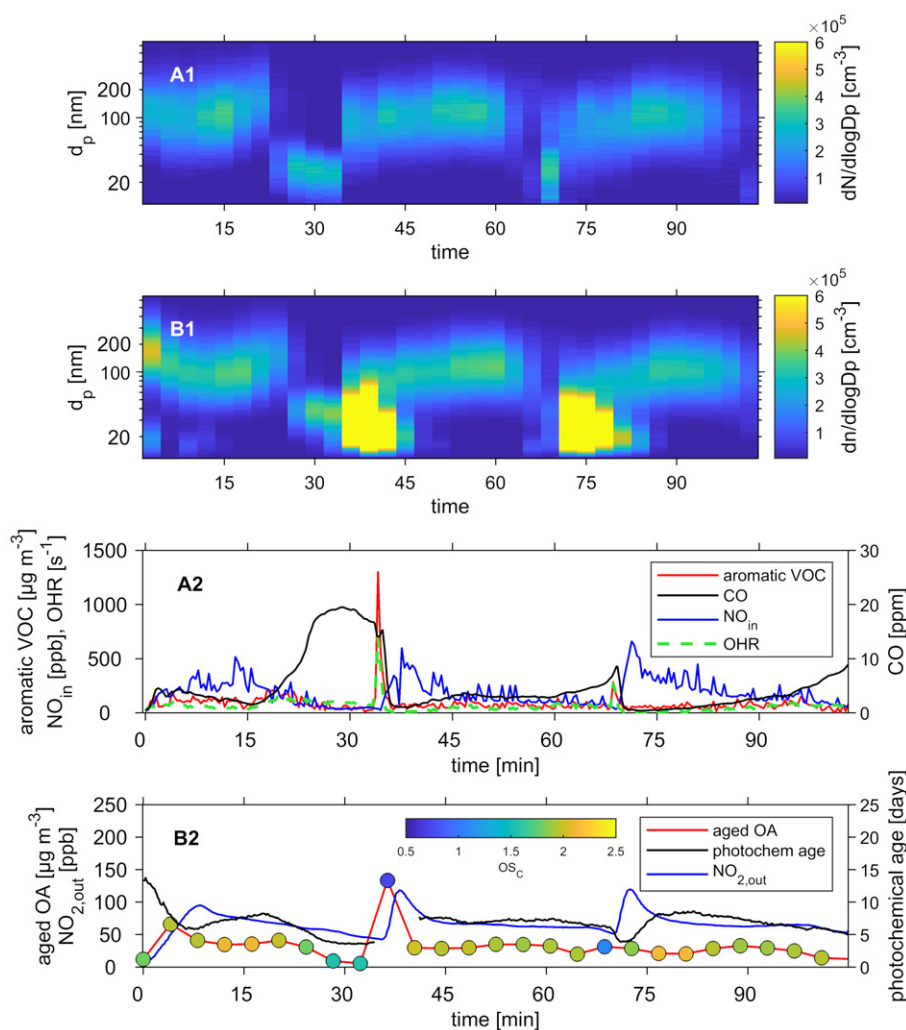 A1
d_p [nm]
200
100
20
15 30 45 60 75 90
time
×10^5
6
5
4
3
2
1
dN/dlogDp [cm^-3]
B1
d_p [nm]
200
100
20
15 30 45 60 75 90
time
×10^5
6
5
4
3
2
1
dn/dlogDp [cm^-3]
A2
aromatic VOC [µg m^-3]
NO_in [ppb], OHR [s^-1]
1500
1000
500
0
0 15 30 45 60 75 90
time [min]
30
20
10
0
CO [ppm]
aromatic VOC
CO
NO_in
OHR
B2
aged OA [µg m^-3]
NO_2,out [ppb]
250
200
150
100
50
0
0 15 30 45 60 75 90
time [min]
25
20
15
10
5
0
photochemical age [days]
0.5 1 1.5 2 2.5
OS_C
aged OA
photochem age
NO_2,out